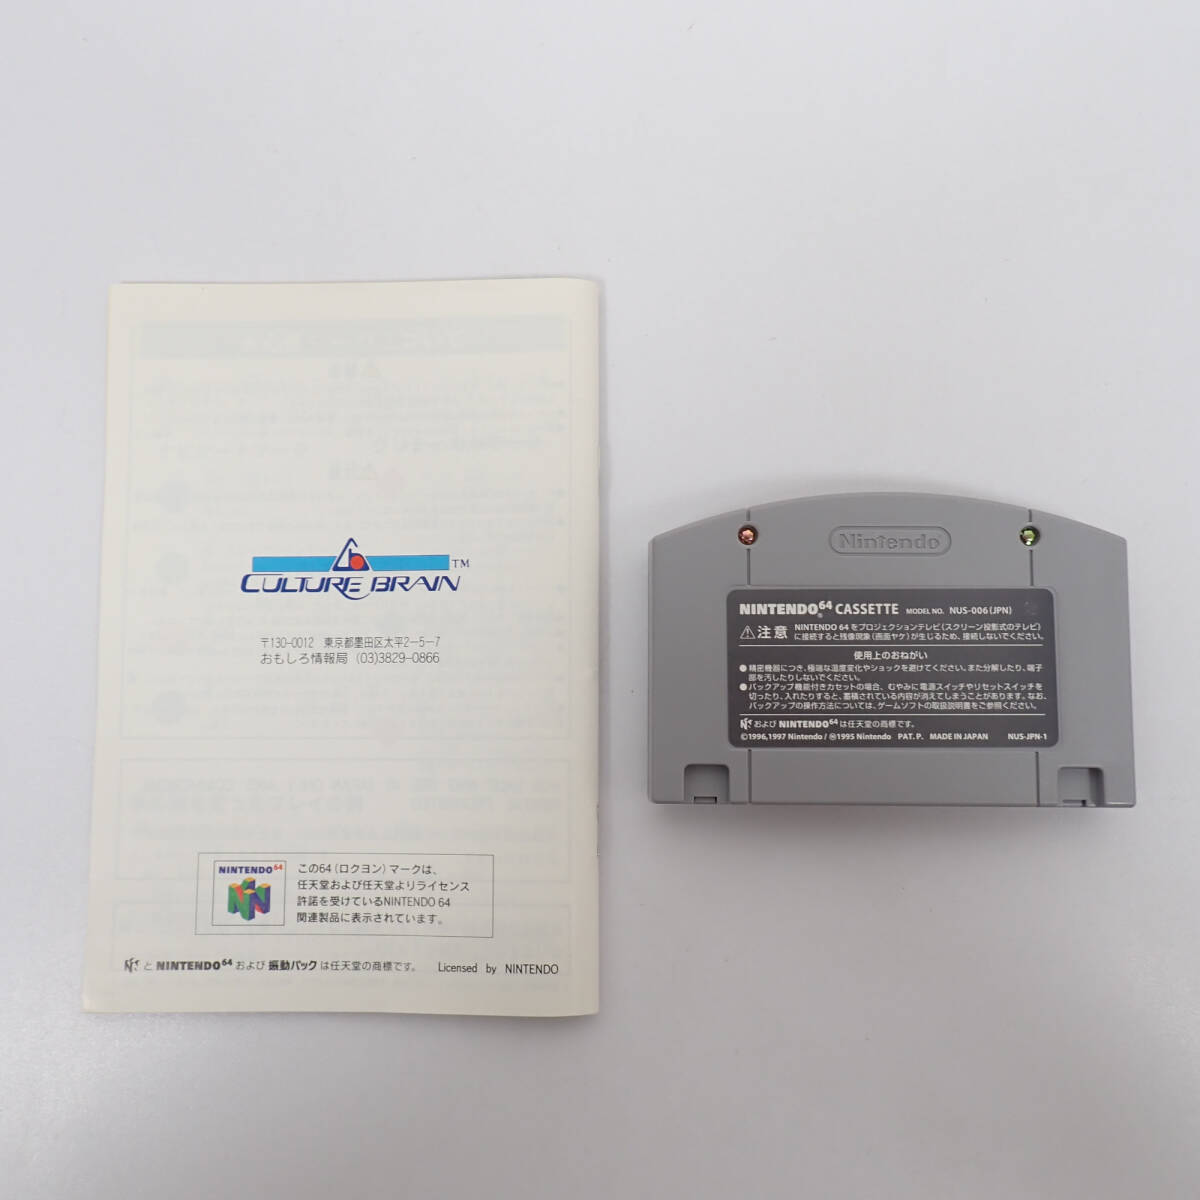 CULTURE BRAIN TM
〒130-0012 東京都墨田区太平2-5-7
おもしろ情報局 (03)3829-0866
NINTENDO64
この64（ロクヨン）マークは、
任天堂および任天堂よりライセンス
許諾を受けているNINTENDO 64
関連製品に表示されています。
と NINTENDO64 および 振動パック は任天堂の商標です。 Licensed by NINTENDO
Nintendo
NINTENDO64 CASSETTE MODEL NO. NUS-006(JPN)
⚠注意 NINTENDO 64 をプロジェクションテレビ（スクリーン投影式のテレビ）
に接続すると残像現象（画面ヤケ）が生じるため、接続しないでください。
使用上のおねがい
●精密機器につき、極端な温度変化やショックを避けてください。また分解したり、端子
部を汚したりしないでください。
●バックアップ機能付きカセットの場合、むやみに電源スイッチやリセットスイッチを
切ったり、入れたりすると、蓄積されている内容が消えてしまうことがあります。なお、
バックアップの操作方法については、ゲームソフトの取扱説明書をご参照ください。
および NINTENDO64 は任天堂の商標です。
©1996,1997 Nintendo / Ⓜ1995 Nintendo PAT. P. MADE IN JAPAN NUS-JPN-1